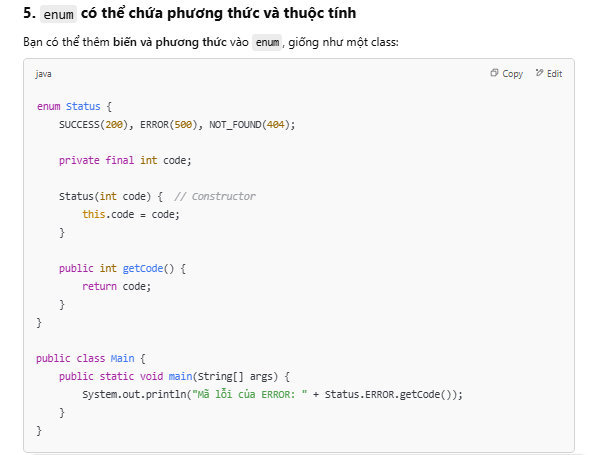 5. enum có thể chứa phương thức và thuộc tính
Bạn có thể thêm biến và phương thức vào enum, giống như một class:
java Copy Edit
enum Status {
    SUCCESS(200), ERROR(500), NOT_FOUND(404);
    private final int code;
    Status(int code) {  // Constructor
        this.code = code;
    }
    public int getCode() {
        return code;
    }
}
public class Main {
    public static void main(String[] args) {
        System.out.println("Mã lỗi của ERROR: " + Status.ERROR.getCode());
    }
}